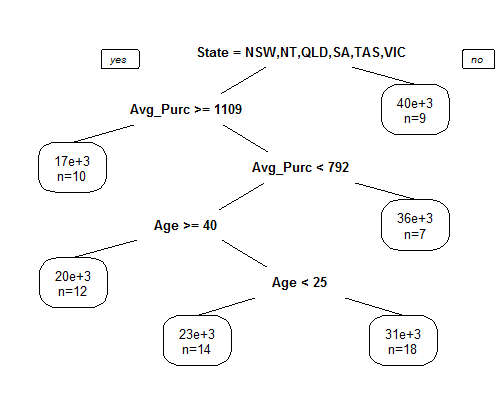 yes
State = NSW,NT,QLD,SA,TAS,VIC
no
Avg_Purc >= 1109
40e+3
n=9
17e+3
n=10
Avg_Purc < 792
Age >= 40
36e+3
n=7
20e+3
n=12
Age < 25
23e+3
n=14
31e+3
n=18